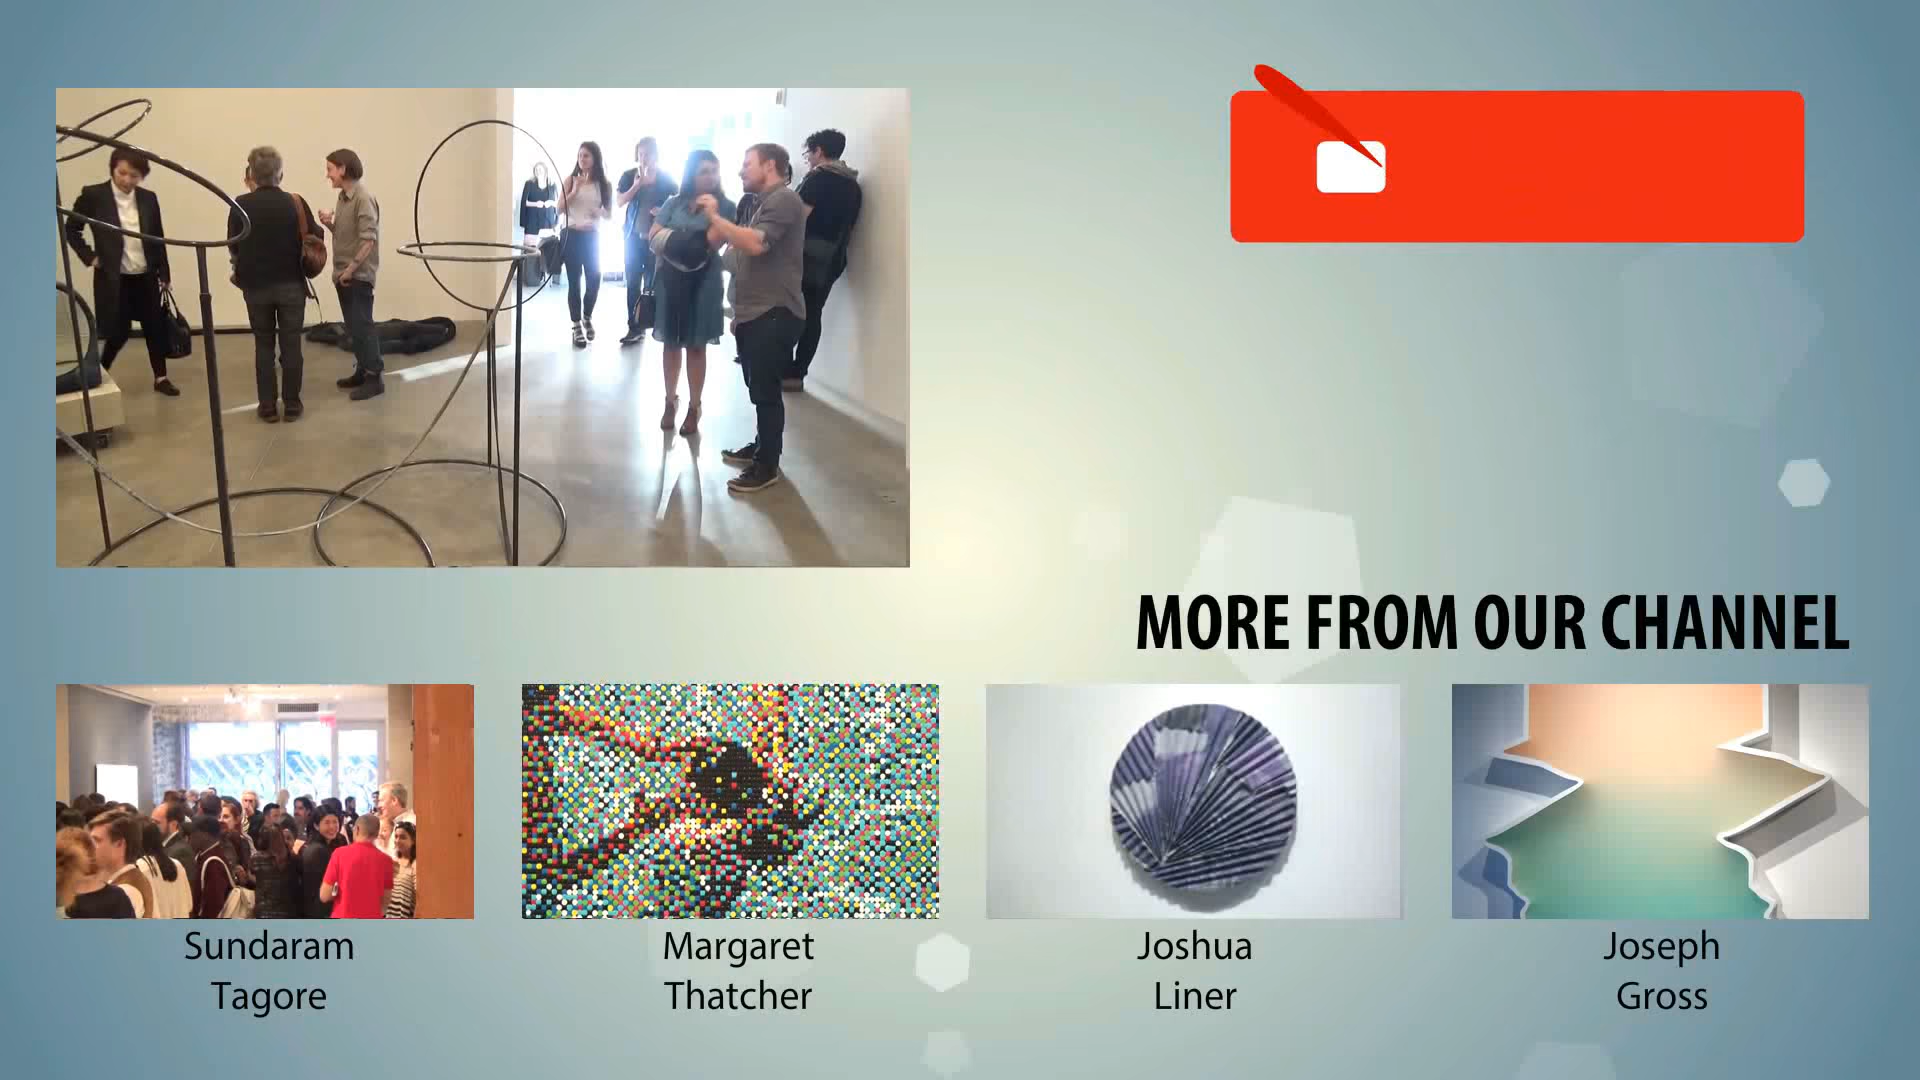 MORE FROM OUR CHANNEL
Sundaram
Tagore
Margaret
Thatcher
Joshua
Liner
Joseph
Gross